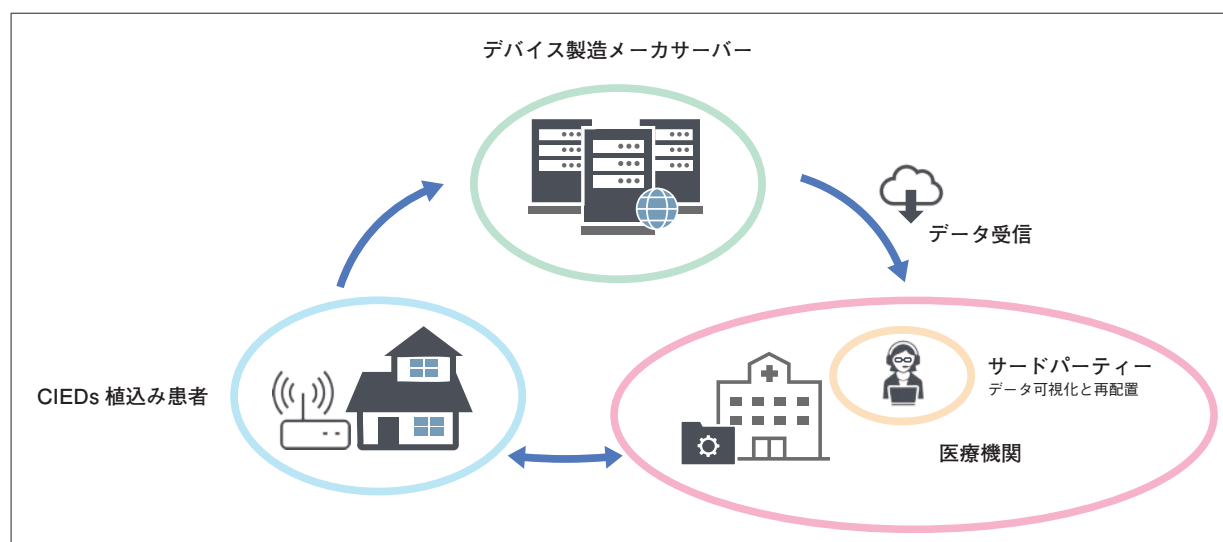 デバイス製造メーカサーバー
データ受信
CIEDs 植込み患者
サードパーティー
データ可視化と再配置
医療機関